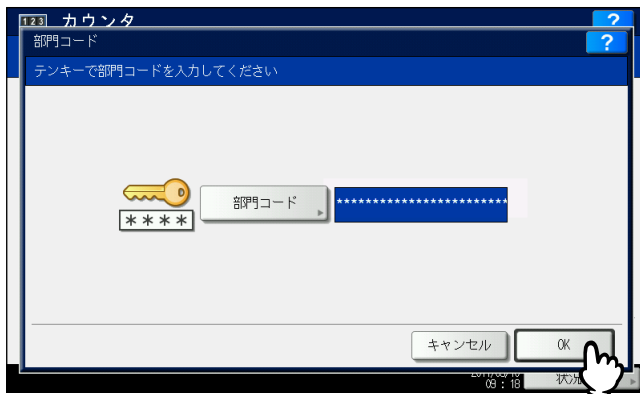 123 カウンタ ?
部門コード ?
テンキーで部門コードを入力してください
**** 部門コード ************************
キャンセル OK
09:18 状況